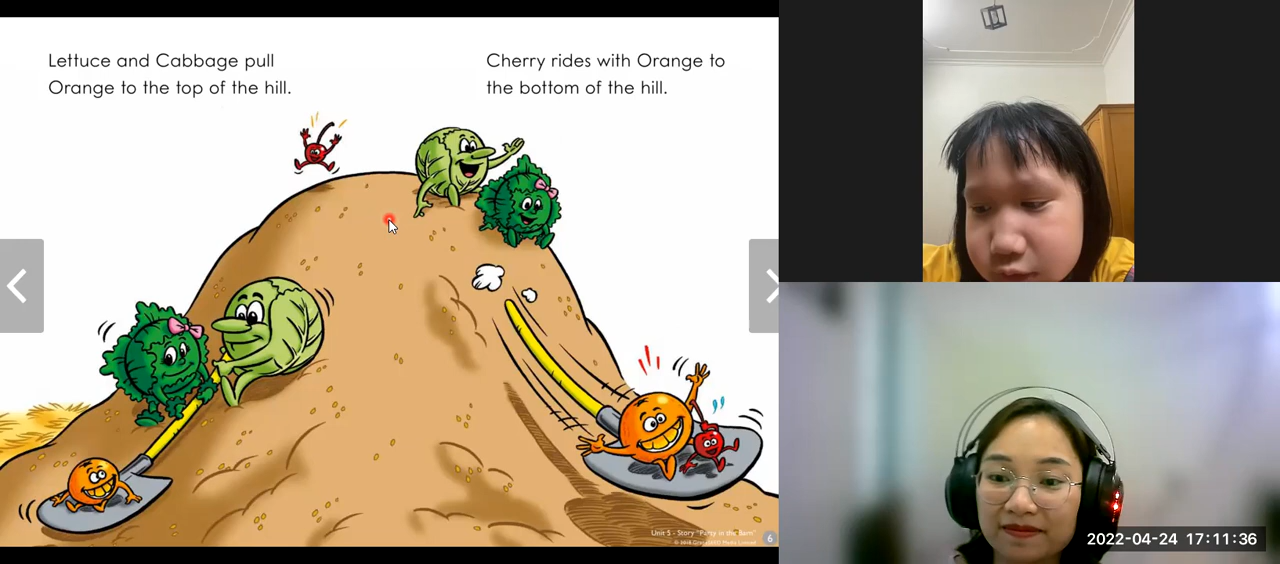 Lettuce and Cabbage pull
Orange to the top of the hill.
Cherry rides with Orange to
the bottom of the hill.
Unit 5 - Story "Party in the Barn"
6
2022-04-24 17:11:36